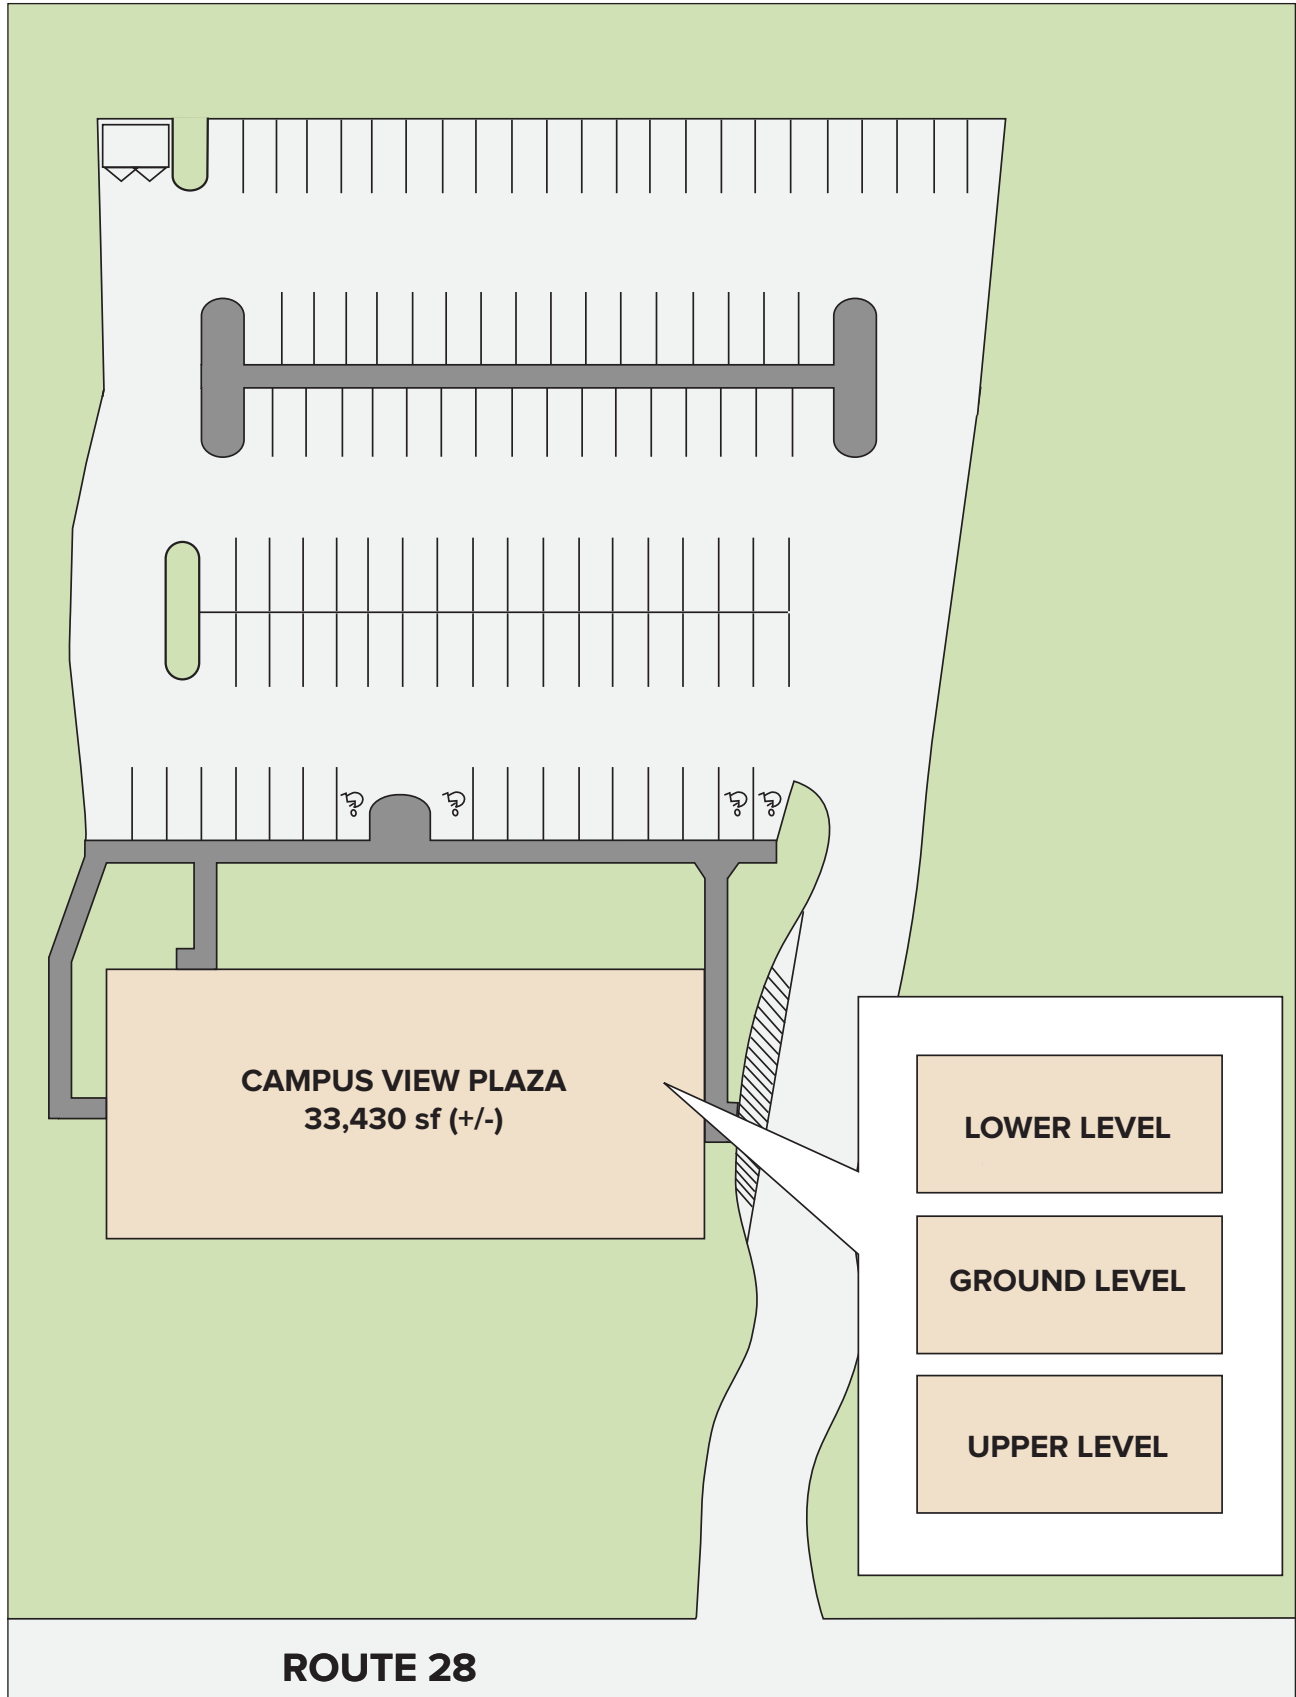 CAMPUS VIEW PLAZA
33,430 sf (+/-)
LOWER LEVEL
GROUND LEVEL
UPPER LEVEL
ROUTE 28